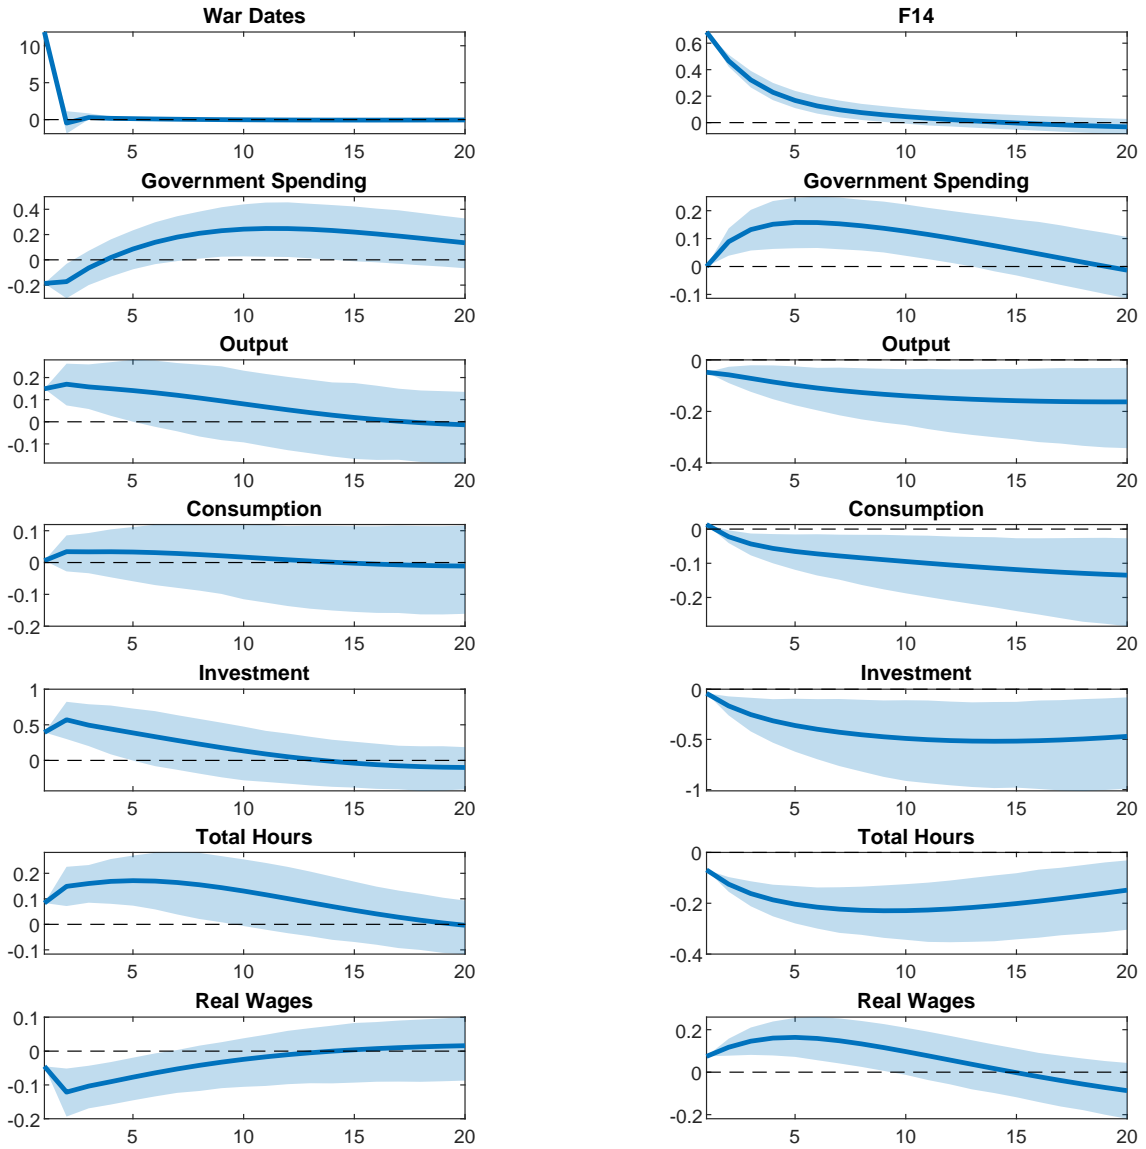 War Dates
10
5
0
5 10 15 20
F14
0.6
0.4
0.2
0
5 10 15 20
Government Spending
0.4
0.2
0
-0.2
5 10 15 20
Government Spending
0.2
0.1
0
-0.1
5 10 15 20
Output
0.2
0.1
0
-0.1
5 10 15 20
Output
0
-0.2
-0.4
5 10 15 20
Consumption
0.1
0
-0.1
-0.2
5 10 15 20
Consumption
0
-0.1
-0.2
5 10 15 20
Investment
1
0.5
0
5 10 15 20
Investment
0
-0.5
-1
5 10 15 20
Total Hours
0.2
0.1
0
-0.1
5 10 15 20
Total Hours
0
-0.2
-0.4
5 10 15 20
Real Wages
0.1
0
-0.1
-0.2
5 10 15 20
Real Wages
0.2
0
-0.2
5 10 15 20